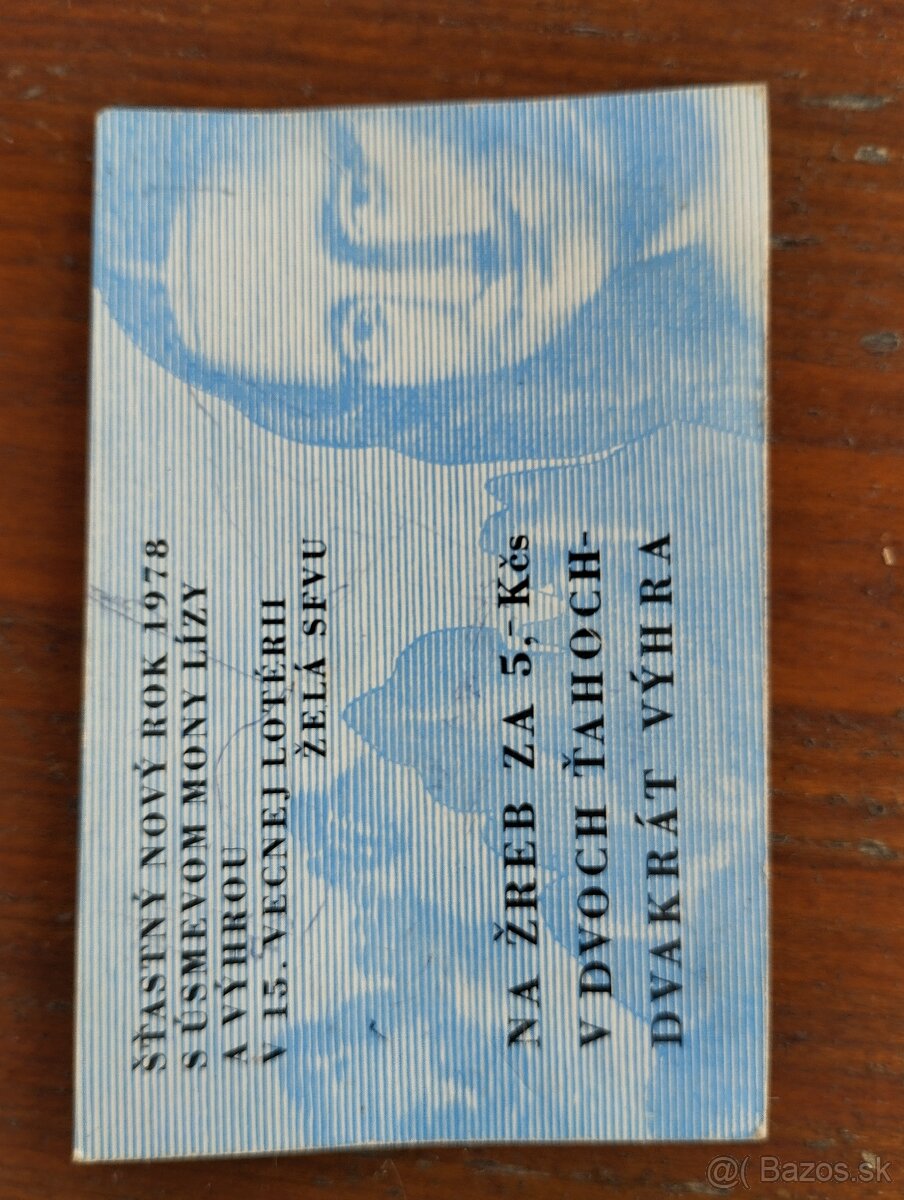 ŠŤASTNÝ NOVÝ ROK 1978
S ÚSMEVOM MONY LÍZY
A VÝHROU
V 15. VECNEJ LOTÉRII
ŽELÁ SFVU
NA ŽREB ZA 5,- Kčs
V DVOCH ŤAHOCH-
DVAKRÁT VÝHRA
@( Bazos.sk